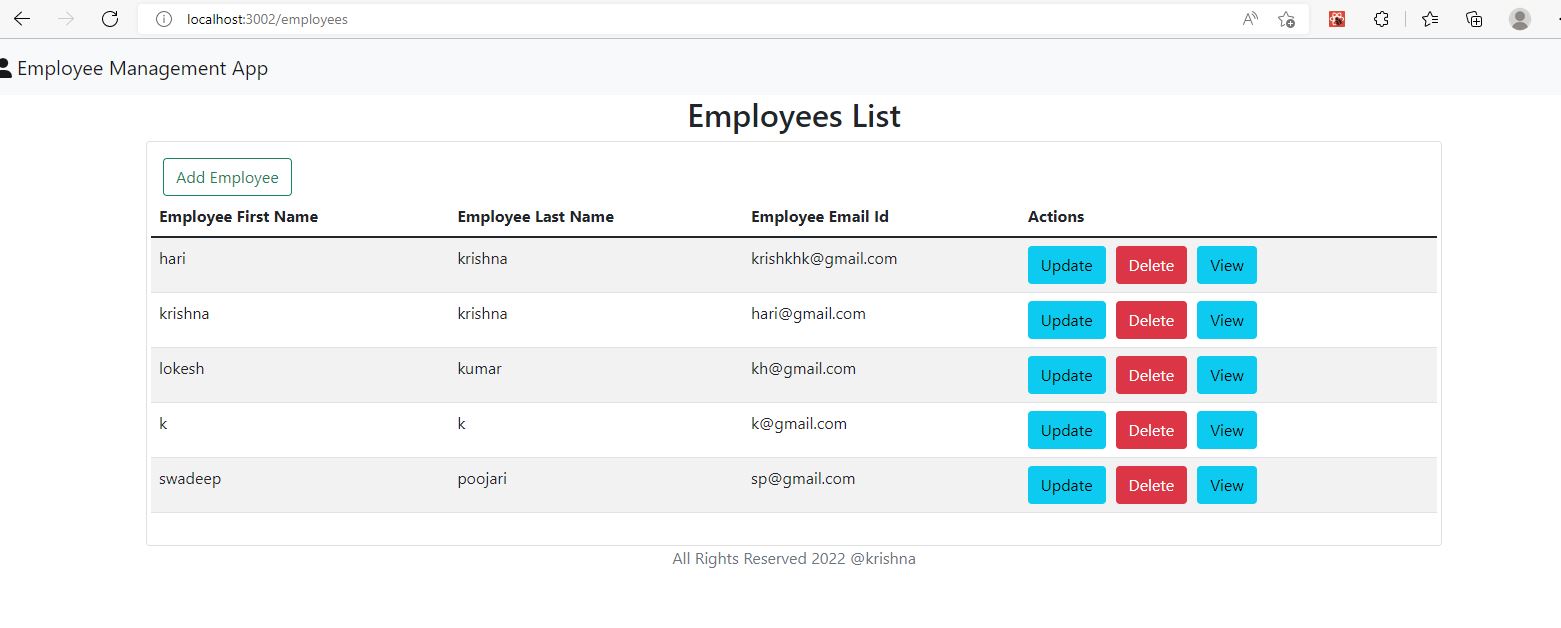 localhost:3002/employees
Employee Management App
Employees List
Add Employee
Employee First Name Employee Last Name Employee Email Id Actions
hari krishna krishkhk@gmail.com Update Delete View
krishna krishna hari@gmail.com Update Delete View
lokesh kumar kh@gmail.com Update Delete View
k k k@gmail.com Update Delete View
swadeep poojari sp@gmail.com Update Delete View
All Rights Reserved 2022 @krishna